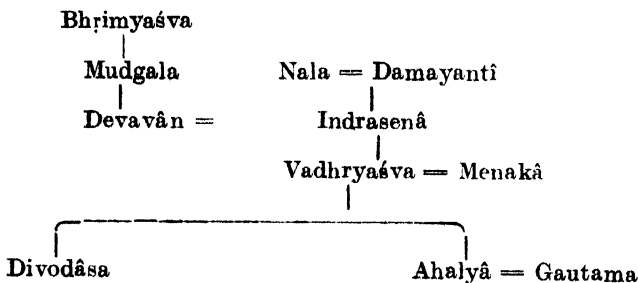 Bhṛimyaśva
Mudgala Nala = Damayantî
Devavân = Indrasenâ
Vadhryaśva = Menakâ
Divodâsa Ahalyâ = Gautama